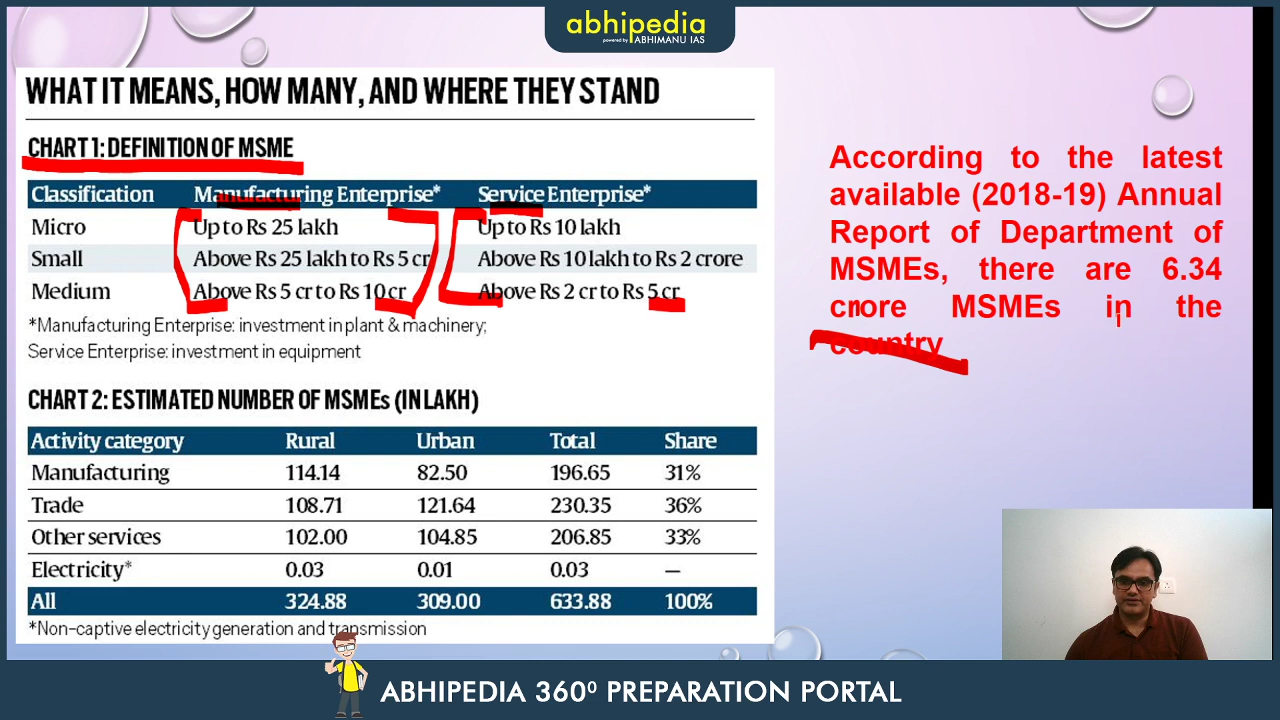 abhipedia
powered by ABHIMANU IAS
WHAT IT MEANS, HOW MANY, AND WHERE THEY STAND
CHART 1: DEFINITION OF MSME
Classification Manufacturing Enterprise* Service Enterprise*
Micro Up to Rs 25 lakh Up to Rs 10 lakh
Small Above Rs 25 lakh to Rs 5 cr Above Rs 10 lakh to Rs 2 crore
Medium Above Rs 5 cr to Rs 10 cr Above Rs 2 cr to Rs 5 cr
*Manufacturing Enterprise: investment in plant & machinery;
Service Enterprise: investment in equipment
CHART 2: ESTIMATED NUMBER OF MSMEs (IN LAKH)
Activity category Rural Urban Total Share
Manufacturing 114.14 82.50 196.65 31%
Trade 108.71 121.64 230.35 36%
Other services 102.00 104.85 206.85 33%
Electricity* 0.03 0.01 0.03 —
All 324.88 309.00 633.88 100%
*Non-captive electricity generation and transmission
According to the latest
available (2018-19) Annual
Report of Department of
MSMEs, there are 6.34
crore MSMEs in the
country
ABHIPEDIA 360⁰ PREPARATION PORTAL